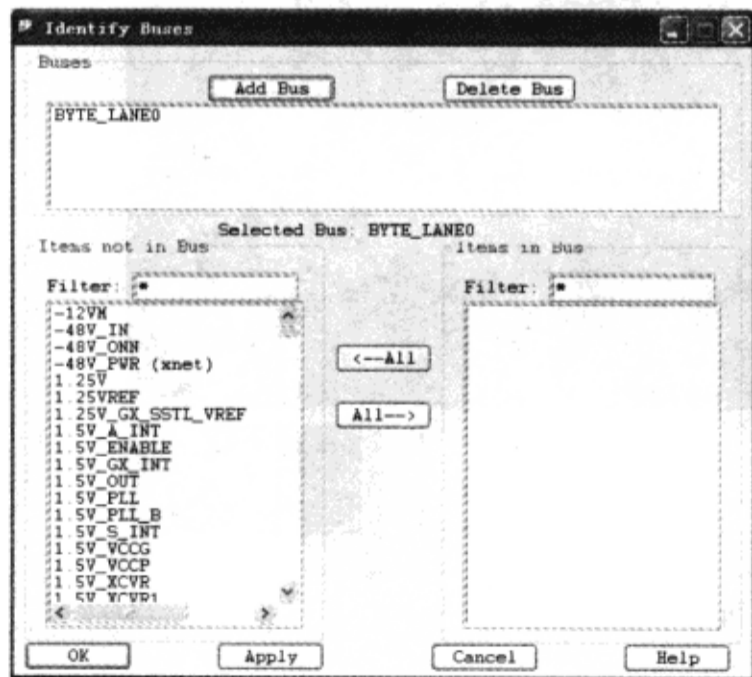 Identify Buses
Buses
Add Bus Delete Bus
BYTE_LANE0
Selected Bus: BYTE_LANE0
Items not in Bus Items in Bus
Filter: * Filter: *
-12VM
-48V_IN
-48V_ONN
-48V_PWR (xnet)
1.25V
1.25VREF
1.25V_GX_SSTL_VREF
1.5V_A_INT
1.5V_ENABLE
1.5V_GX_INT
1.5V_OUT
1.5V_PLL
1.5V_PLL_B
1.5V_S_INT
1.5V_VCCG
1.5V_VCCP
1.5V_XCVR
1.5V_XCVR1
<--All
All-->
OK Apply Cancel Help